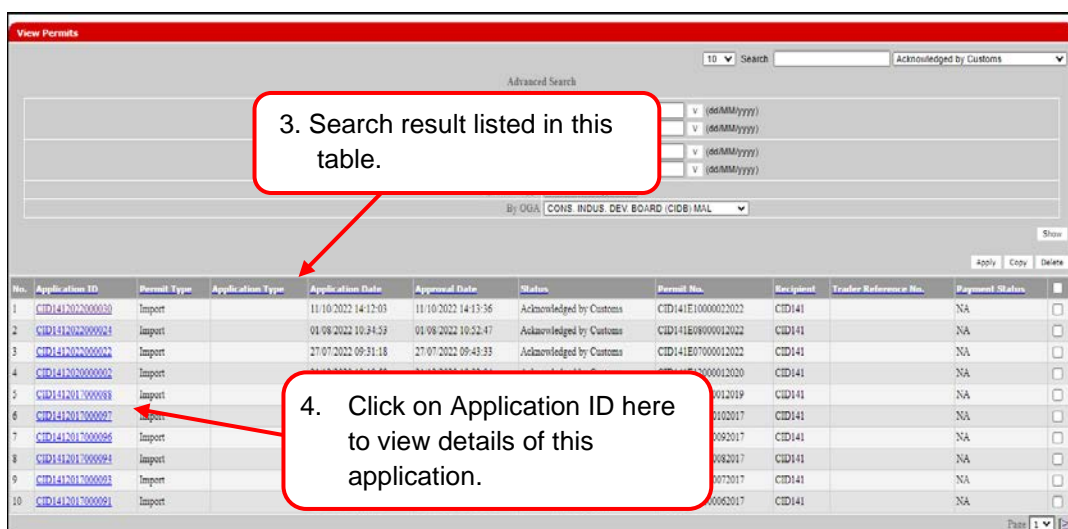 View Permits
10 Search Acknowledged by Customs
Advanced Search
3. Search result listed in this
table.
V (dd/MM/yyyy)
V (dd/MM/yyyy)
V (dd/MM/yyyy)
V (dd/MM/yyyy)
By OGA CONS. INDUS. DEV. BOARD (CIDB) MAL
Show
Apply Copy Delete
No. Application ID Permit Type Application Type Application Date Approval Date Status Permit No. Recipient Trader Reference No. Payment Status
1 CID1412022000030 Import 11/10/2022 14:12:03 11/10/2022 14:13:36 Acknowledged by Customs CID141E10000022022 CID141 NA
2 CID1412022000024 Import 01/08/2022 10:34:53 01/08/2022 10:52:47 Acknowledged by Customs CID141E08000012022 CID141 NA
3 CID1412022000022 Import 27/07/2022 09:31:18 27/07/2022 09:43:33 Acknowledged by Customs CID141E07000012022 CID141 NA
4 CID1412020000002 Import CID141 NA
5 CID1412017000088 Import 012019 CID141 NA
6 CID1412017000097 Import 0102017 CID141 NA
7 CID1412017000096 Import 0092017 CID141 NA
8 CID1412017000094 Import 0082017 CID141 NA
9 CID1412017000093 Import 0072017 CID141 NA
10 CID1412017000091 Import 00062017 CID141 NA
4. Click on Application ID here
to view details of this
application.
Page 1